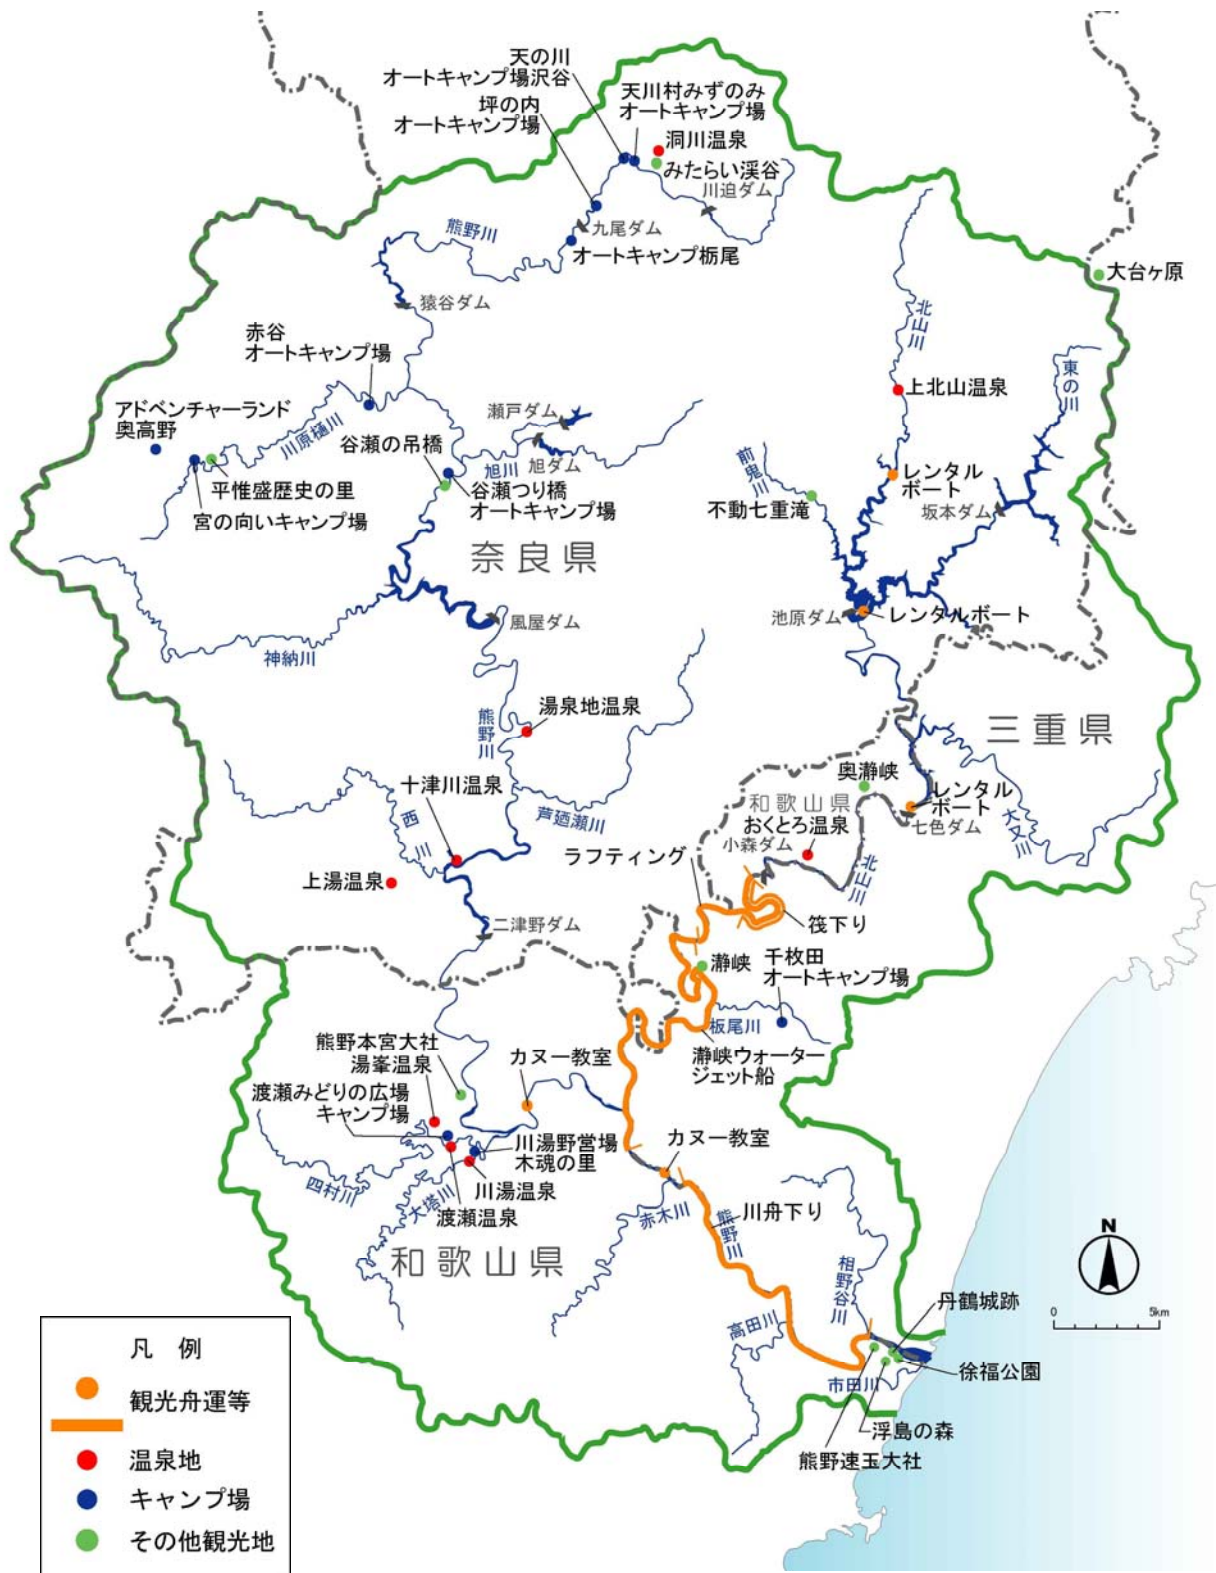 天の川
オートキャンプ場沢谷
坪の内
オートキャンプ場
天川村みずのみ
オートキャンプ場
洞川温泉
みたらい渓谷
川迫ダム
熊野川
九尾ダム
オートキャンプ栃尾
猿谷ダム
大台ヶ原
北山川
赤谷
オートキャンプ場
上北山温泉
東の川
アドベンチャーランド
奥高野
川原樋川
瀬戸ダム
旭ダム
旭川
谷瀬の吊橋
前鬼川
レンタル
ボート
平惟盛歴史の里
谷瀬つり橋
オートキャンプ場
不動七重滝
坂本ダム
宮の向いキャンプ場
奈良県
風屋ダム
池原ダム
レンタルボート
神納川
湯泉地温泉
熊野川
三重県
十津川温泉
奥瀞峡
和歌山県
レンタル
ボート
芦廼瀬川
おくとろ温泉
七色ダム
大又川
西川
小森ダム
ラフティング
北山川
上湯温泉
筏下り
二津野ダム
瀞峡
千枚田
オートキャンプ場
板尾川
熊野本宮大社
カヌー教室
瀞峡ウォーター
ジェット船
湯峯温泉
渡瀬みどりの広場
キャンプ場
川湯野営場
木魂の里
カヌー教室
四村川
川湯温泉
大塔川
渡瀬温泉
赤木川
川舟下り
熊野川
和歌山県
相野谷川
N
0
5km
丹鶴城跡
高田川
徐福公園
市田川
浮島の森
熊野速玉大社
凡 例
観光舟運等
温泉地
キャンプ場
その他観光地